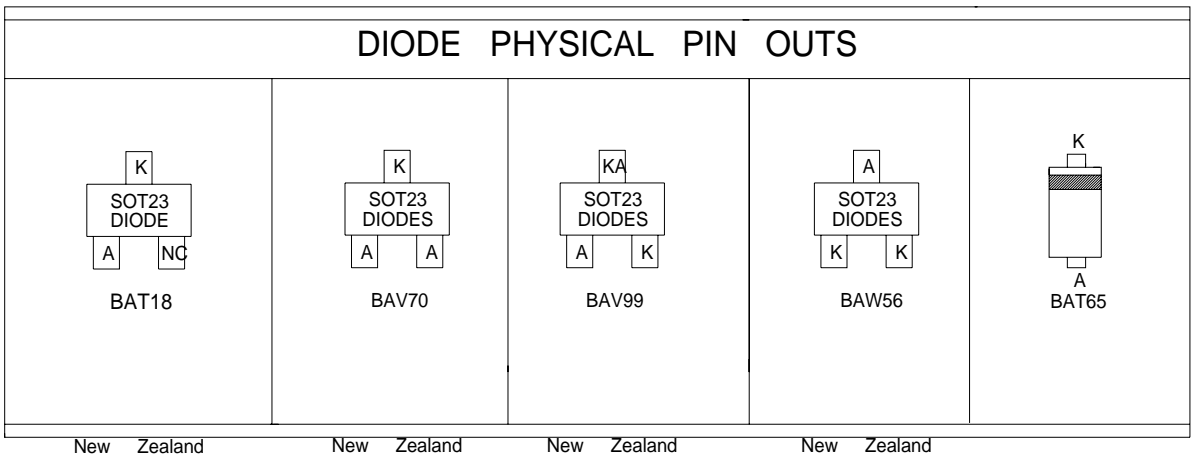 DIODE PHYSICAL PIN OUTS
K
SOT23
DIODE
A NC
BAT18
K
SOT23
DIODES
A A
BAV70
KA
SOT23
DIODES
A K
BAV99
A
SOT23
DIODES
K K
BAW56
K
A
BAT65
New Zealand
New Zealand
New Zealand
New Zealand